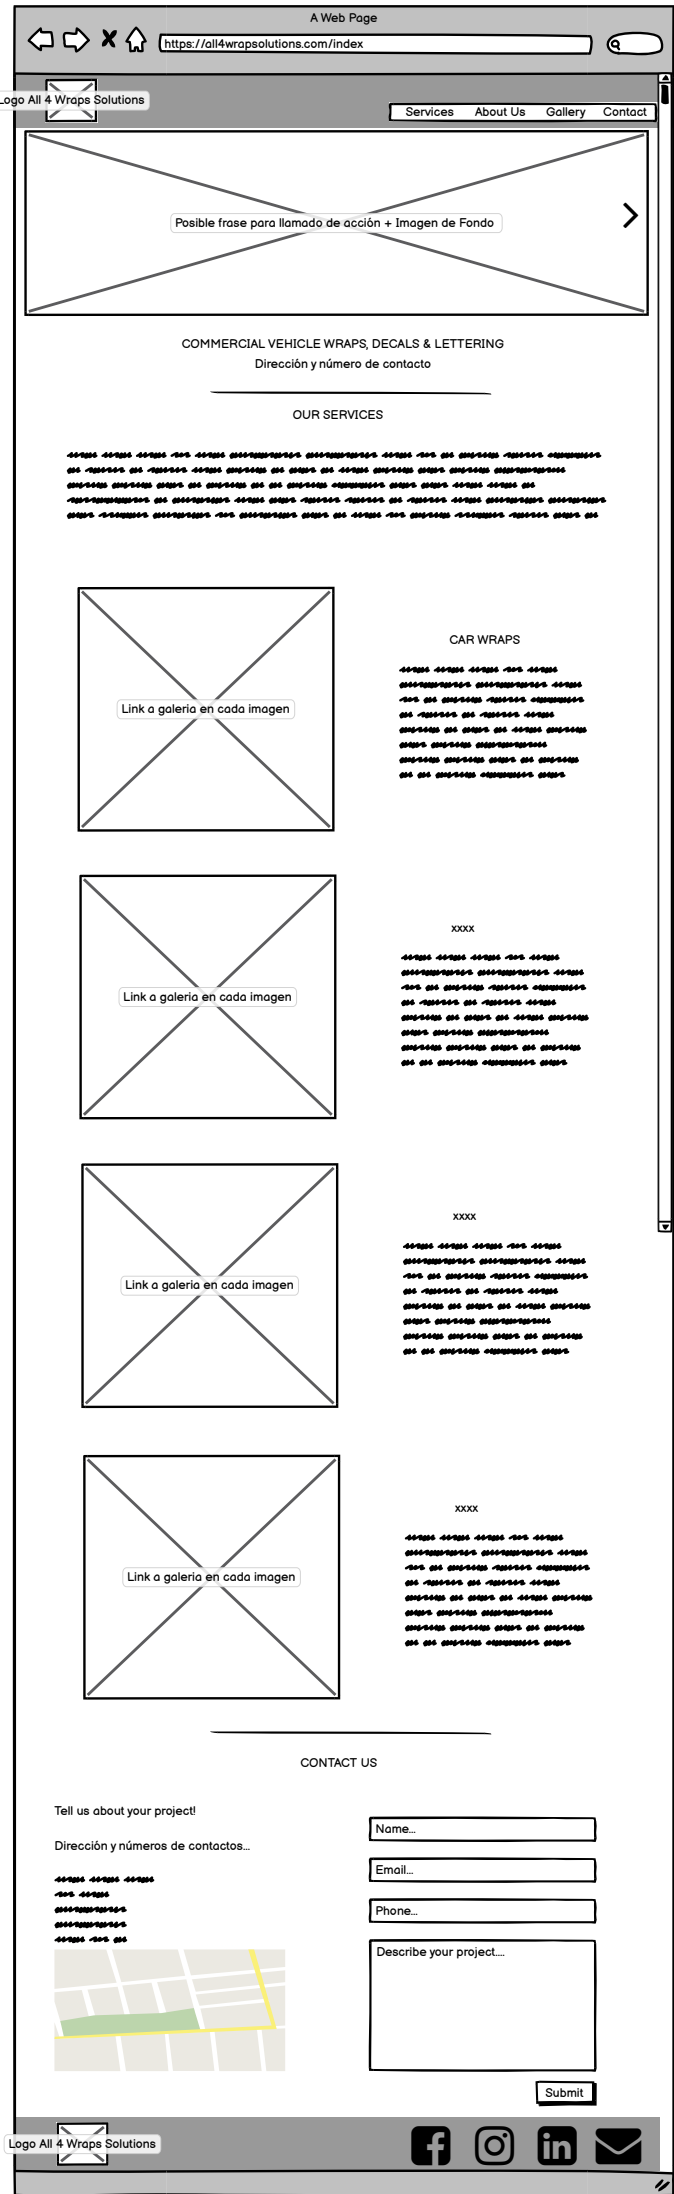 A Web Page
https://all4wrapsolutions.com/index
Logo All 4 Wraps Solutions
Services About Us Gallery Contact
Posible frase para llamado de acción + Imagen de Fondo
COMMERCIAL VEHICLE WRAPS, DECALS & LETTERING
Dirección y número de contacto
OUR SERVICES
CAR WRAPS
Link a galeria en cada imagen
xxxx
Link a galeria en cada imagen
xxxx
Link a galeria en cada imagen
xxxx
Link a galeria en cada imagen
CONTACT US
Tell us about your project!
Dirección y números de contactos...
Name...
Email...
Phone...
Describe your project....
Submit
Logo All 4 Wraps Solutions